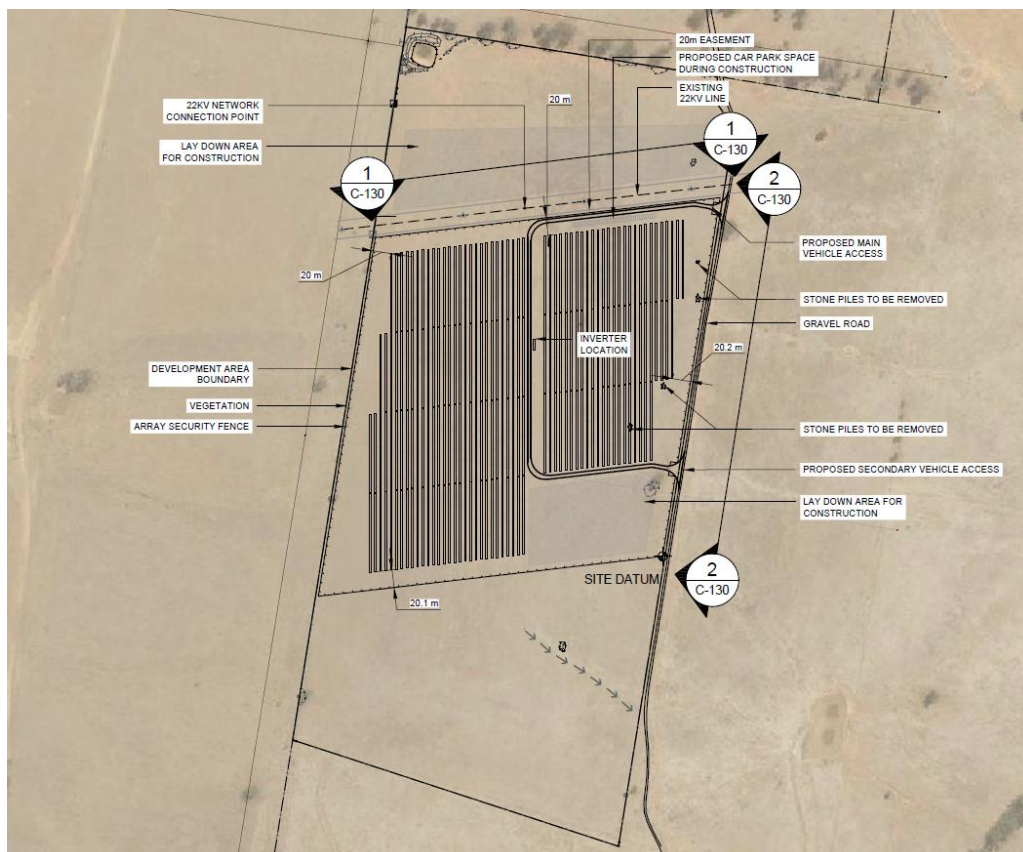 20m EASEMENT
PROPOSED CAR PARK SPACE
DURING CONSTRUCTION
EXISTING
22KV LINE
20 m
22KV NETWORK
CONNECTION POINT
LAY DOWN AREA
FOR CONSTRUCTION
1
C-130
1
C-130
2
C-130
PROPOSED MAIN
VEHICLE ACCESS
20 m
STONE PILES TO BE REMOVED
GRAVEL ROAD
INVERTER
LOCATION
20.2 m
DEVELOPMENT AREA
BOUNDARY
VEGETATION
ARRAY SECURITY FENCE
STONE PILES TO BE REMOVED
PROPOSED SECONDARY VEHICLE ACCESS
LAY DOWN AREA FOR
CONSTRUCTION
SITE DATUM
2
C-130
20.1 m